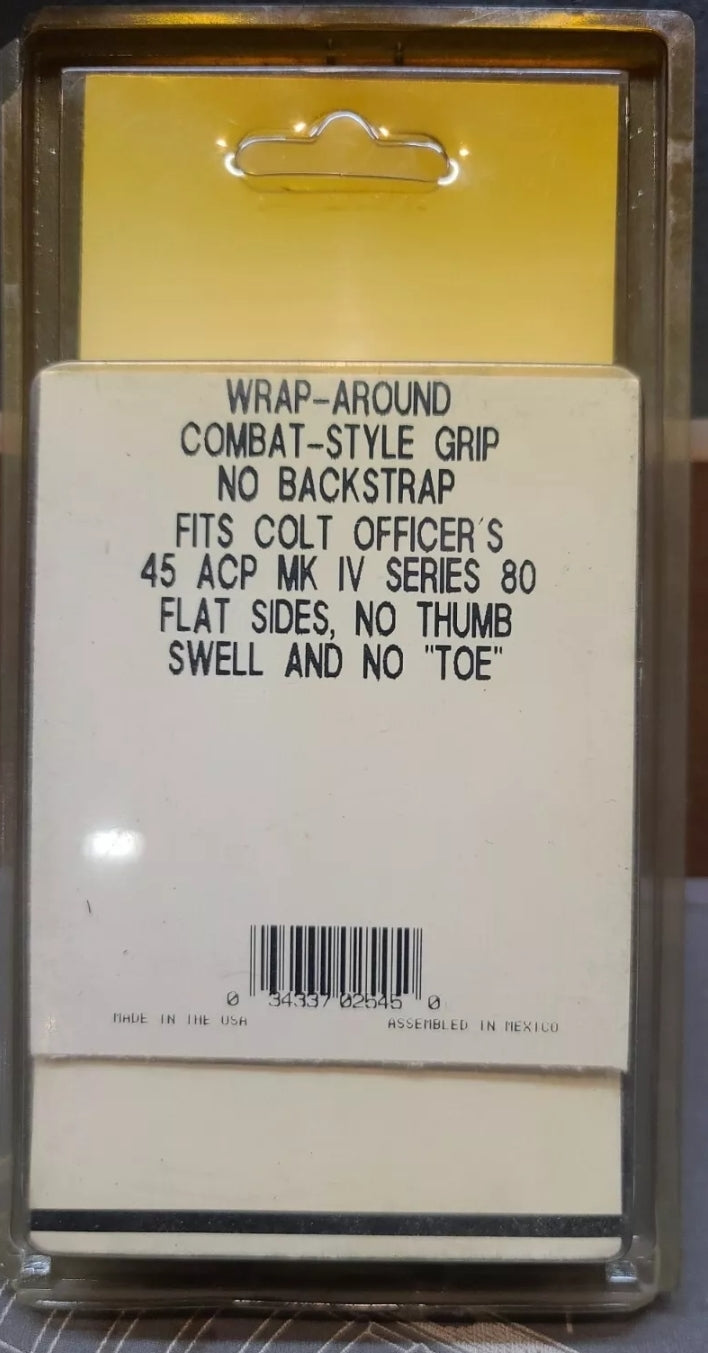 WRAP-AROUND
COMBAT-STYLE GRIP
NO BACKSTRAP
FITS COLT OFFICER'S
45 ACP MK IV SERIES 80
FLAT SIDES, NO THUMB
SWELL AND NO "TOE"
0 34337 02545 0
MADE IN THE USA ASSEMBLED IN MEXICO